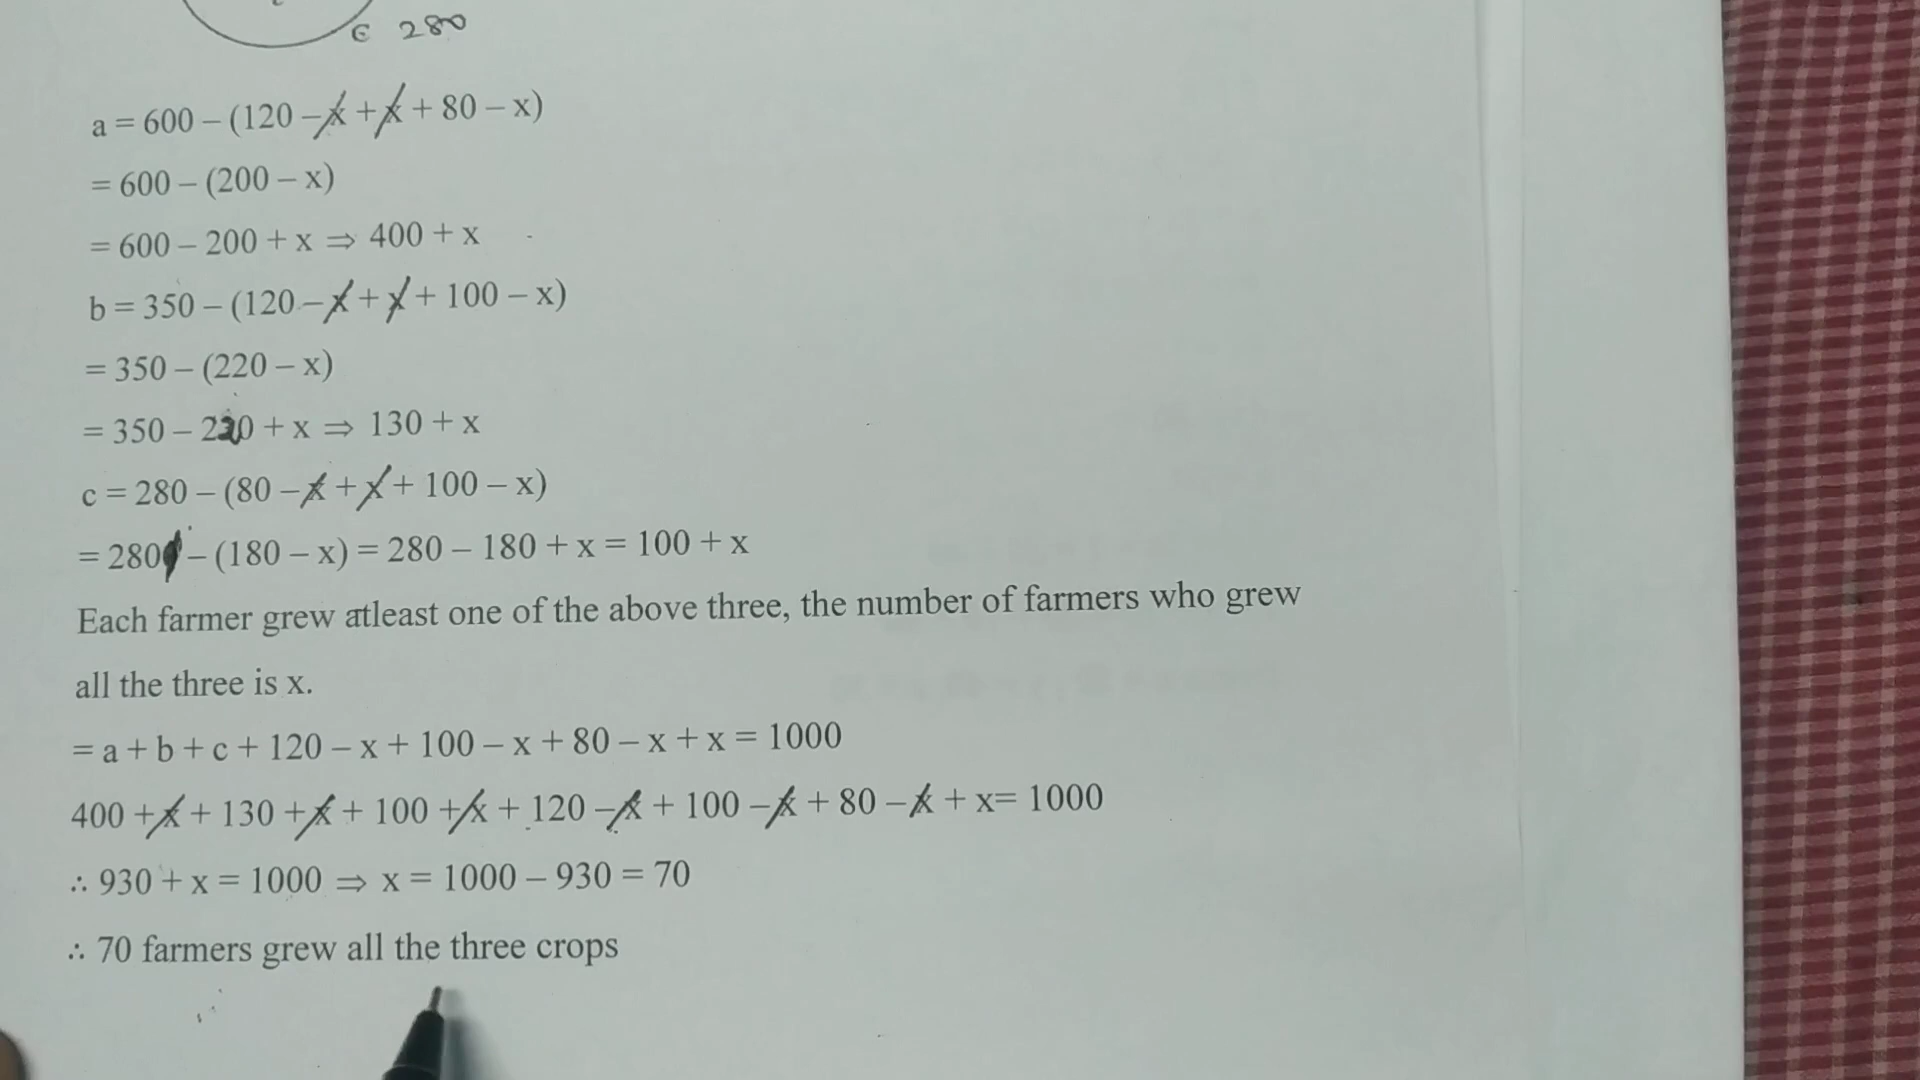 C 280
a = 600 – (120 – x + x + 80 – x)
= 600 – (200 – x)
= 600 – 200 + x ⇒ 400 + x
b = 350 – (120 – x + x + 100 – x)
= 350 – (220 – x)
= 350 – 220 + x ⇒ 130 + x
c = 280 – (80 – x + x + 100 – x)
= 280 – (180 – x) = 280 – 180 + x = 100 + x
Each farmer grew atleast one of the above three, the number of farmers who grew
all the three is x.
= a + b + c + 120 – x + 100 – x + 80 – x + x = 1000
400 + x + 130 + x + 100 + x + 120 – x + 100 – x + 80 – x + x= 1000
∴ 930 + x = 1000 ⇒ x = 1000 – 930 = 70
∴ 70 farmers grew all the three crops